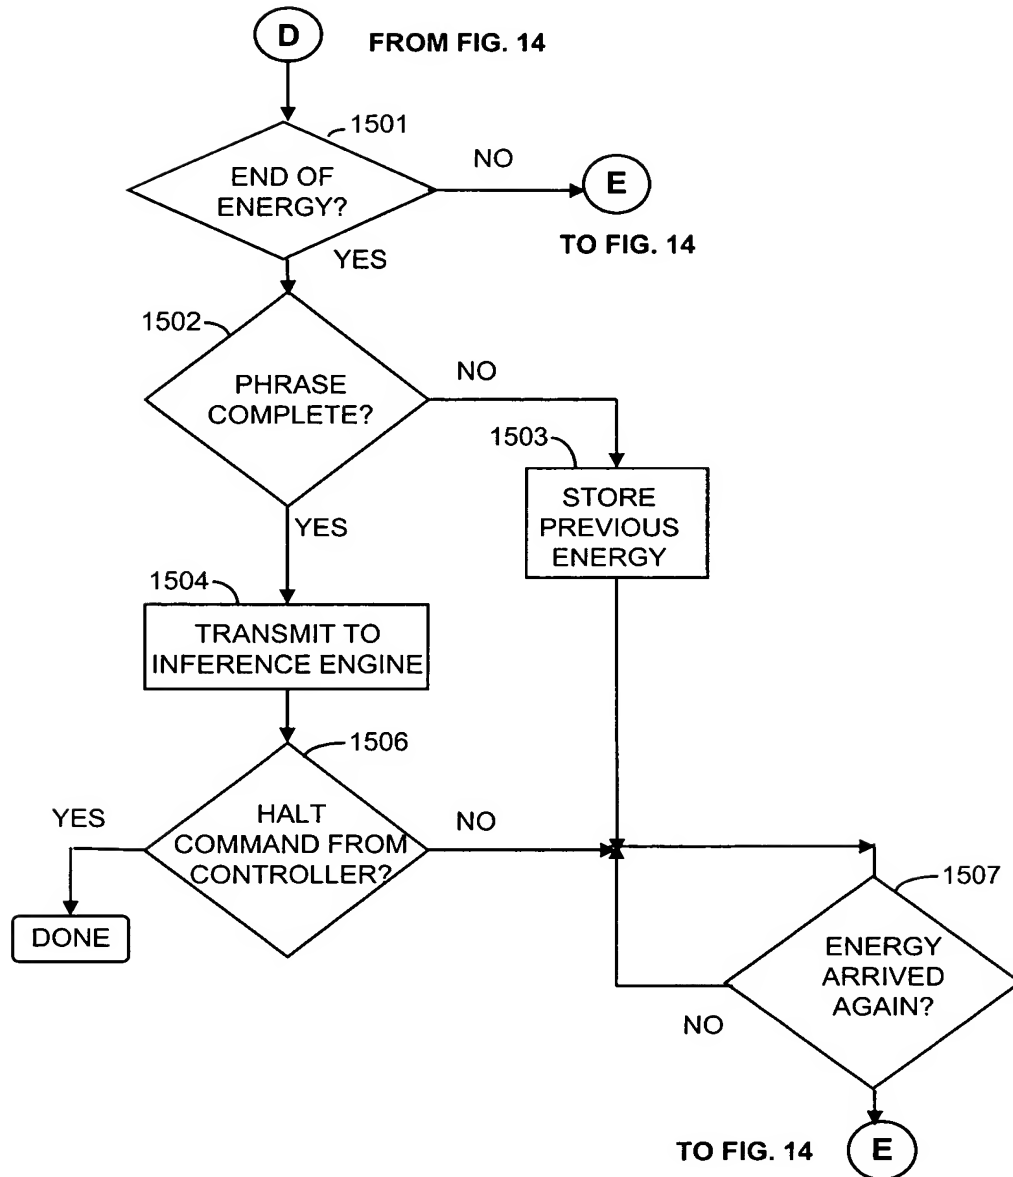 D
FROM FIG. 14
1501
END OF
ENERGY?
NO
E
TO FIG. 14
YES
1502
PHRASE
COMPLETE?
NO
1503
STORE
PREVIOUS
ENERGY
YES
1504
TRANSMIT TO
INFERENCE ENGINE
1506
HALT
COMMAND FROM
CONTROLLER?
YES
NO
DONE
1507
ENERGY
ARRIVED
AGAIN?
NO
TO FIG. 14
E